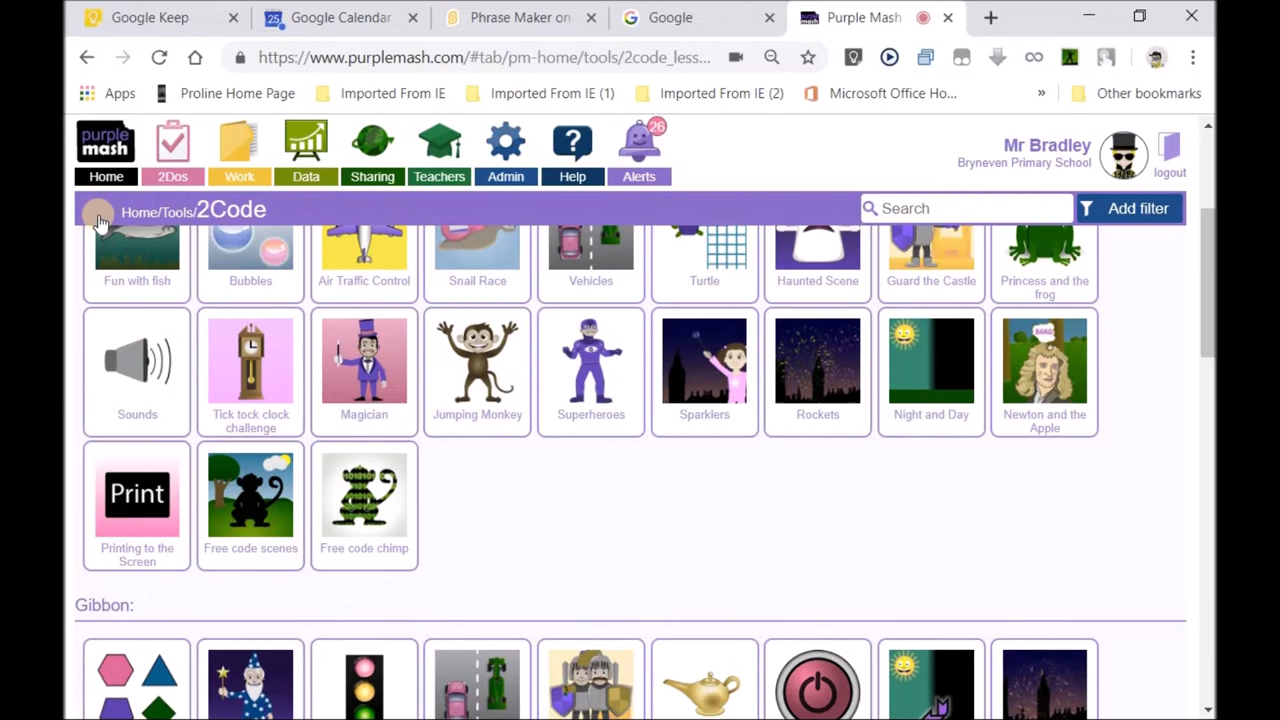 Google Keep
25
Google Calendar
Phrase Maker on
G
Google
Purple Mash
https://www.purplemash.com/#tab/pm-home/tools/2code_less...
Apps
Proline Home Page
Imported From IE
Imported From IE (1)
Imported From IE (2)
Microsoft Office Ho...
»
Other bookmarks
purple
mash
26
Mr Bradley
Bryneven Primary School
logout
Home
2Dos
Work
Data
Sharing
Teachers
Admin
Help
Alerts
Home/Tools/2Code
Search
Add filter
Fun with fish
Bubbles
Air Traffic Control
Snail Race
Vehicles
Turtle
Haunted Scene
Guard the Castle
Princess and the
frog
BANG!
Sounds
Tick tock clock
challenge
Magician
Jumping Monkey
Superheroes
Sparklers
Rockets
Night and Day
Newton and the
Apple
Print
Printing to the
Screen
Free code scenes
Free code chimp
Gibbon: